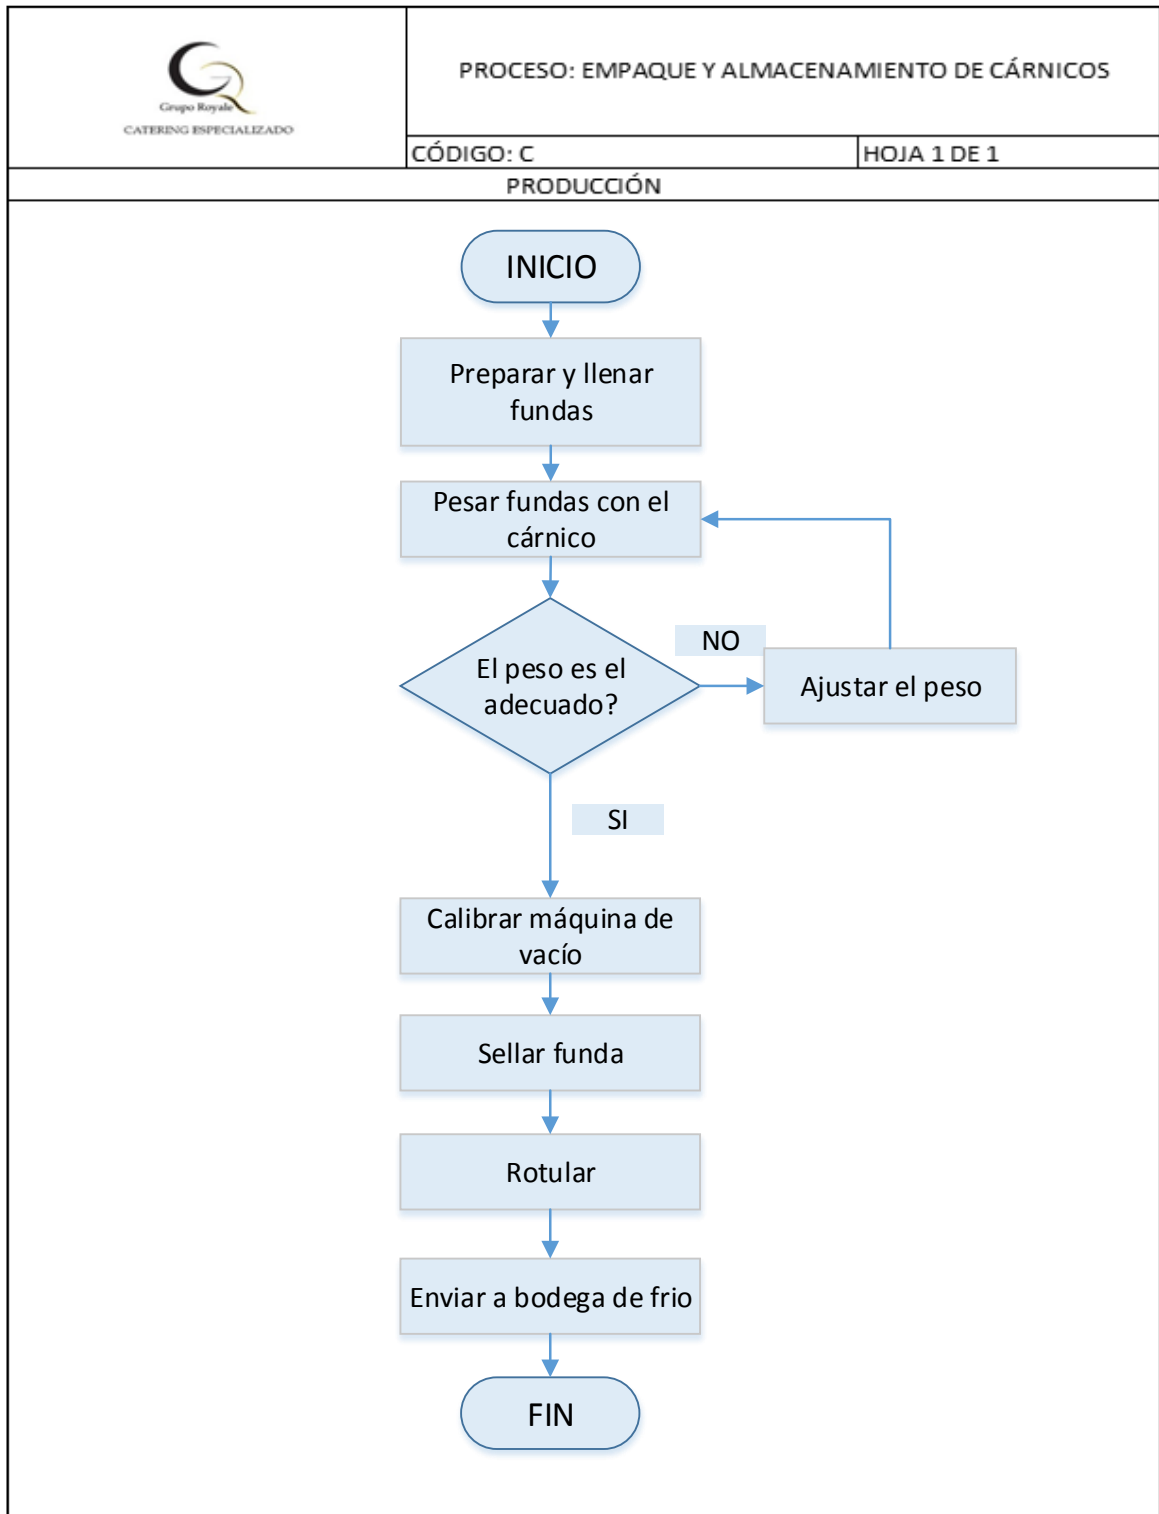 Grupo Royale
CATERING ESPECIALIZADO
PROCESO: EMPAQUE Y ALMACENAMIENTO DE CÁRNICOS
CÓDIGO: C
HOJA 1 DE 1
PRODUCCIÓN
INICIO
Preparar y llenar
fundas
Pesar fundas con el
cárnico
El peso es el
adecuado?
NO
Ajustar el peso
SI
Calibrar máquina de
vacío
Sellar funda
Rotular
Enviar a bodega de frio
FIN